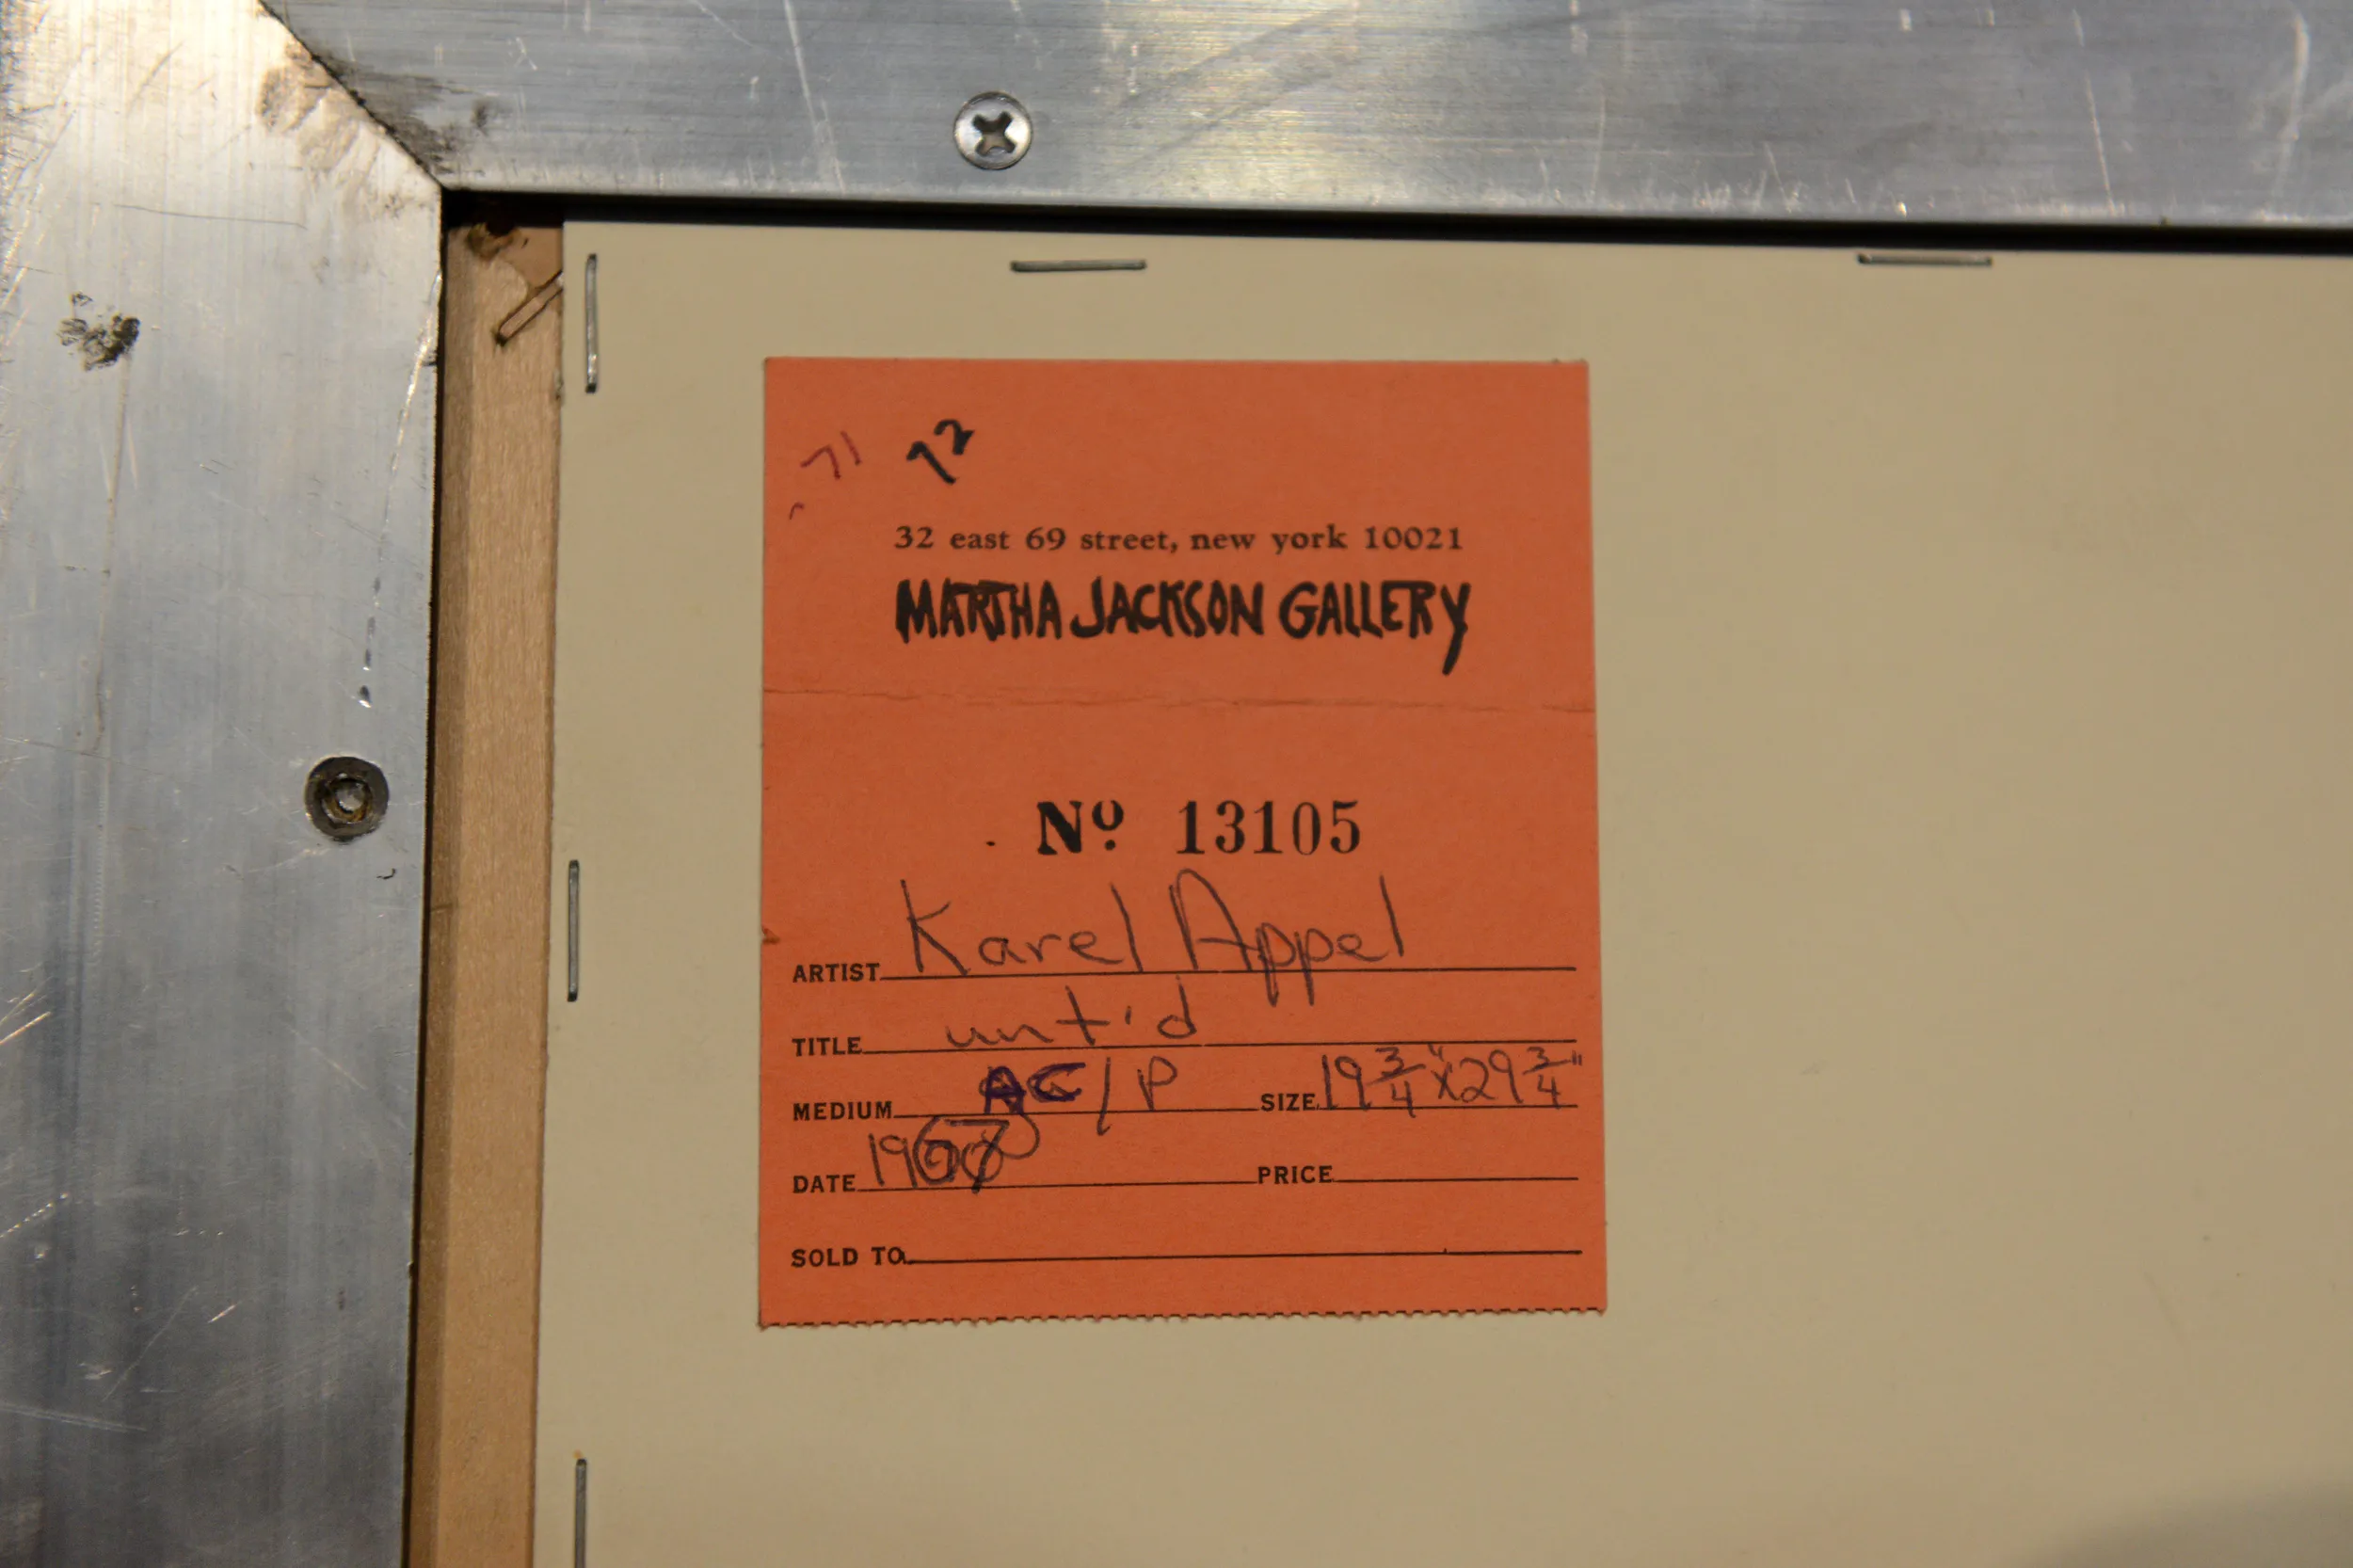 71 72
32 east 69 street, new york 10021
MARTHA JACKSON GALLERY
Nº 13105
ARTIST Karel Appel
TITLE unt'd
MEDIUM AC/P SIZE 19 3/4" x 29 3/4"
DATE 1967 PRICE
SOLD TO